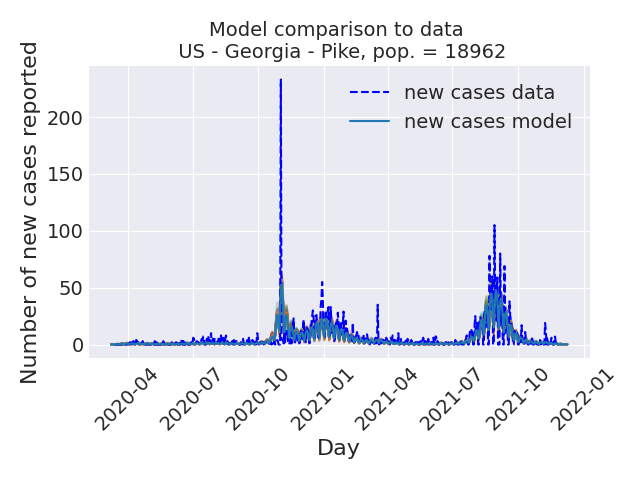 Model comparison to data
US - Georgia - Pike, pop. = 18962
new cases data
new cases model
Number of new cases reported
200
150
100
50
0
2020-04
2020-07
2020-10
2021-01
2021-04
2021-07
2021-10
2022-01
Day